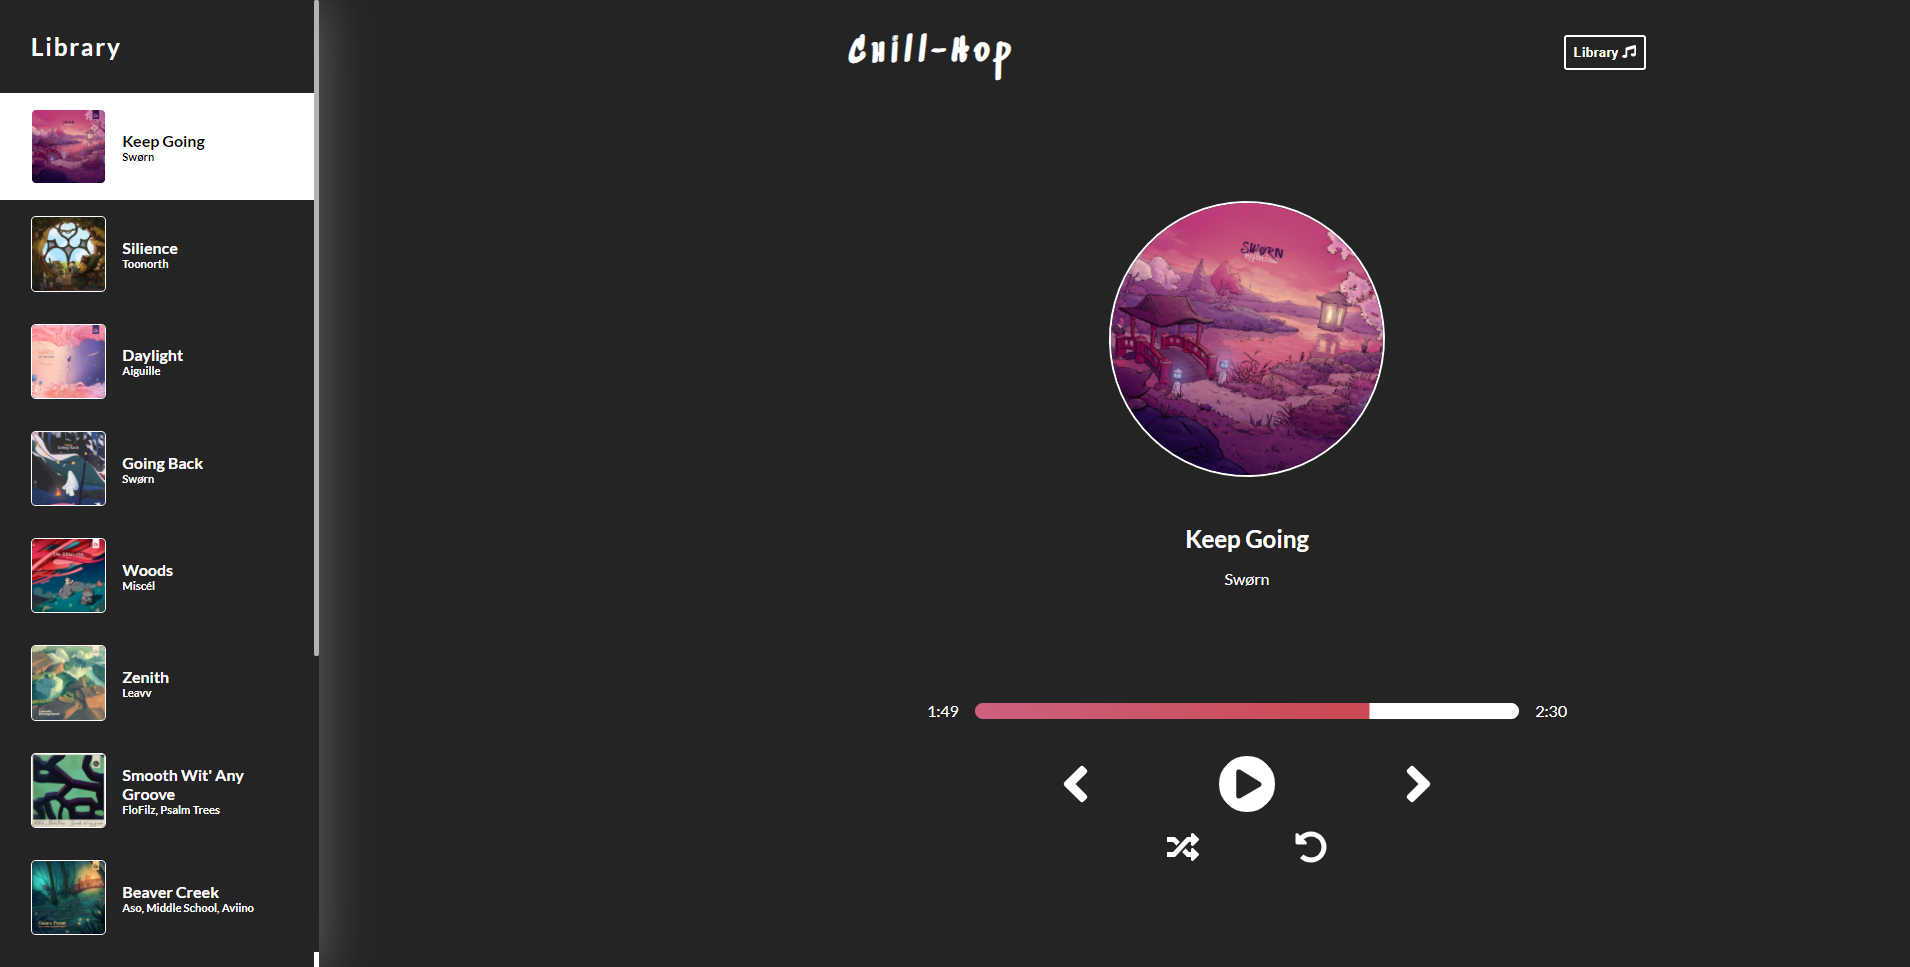 Library
Keep Going
Swørn
Silience
Toonorth
Daylight
Aiguille
Going Back
Swørn
Woods
Miscél
Zenith
Leavv
Smooth Wit' Any
Groove
FloFilz, Psalm Trees
Beaver Creek
Aso, Middle School, Aviino
Chill-Hop
Library
SWØRN
Keep Going
Swørn
1:49
2:30